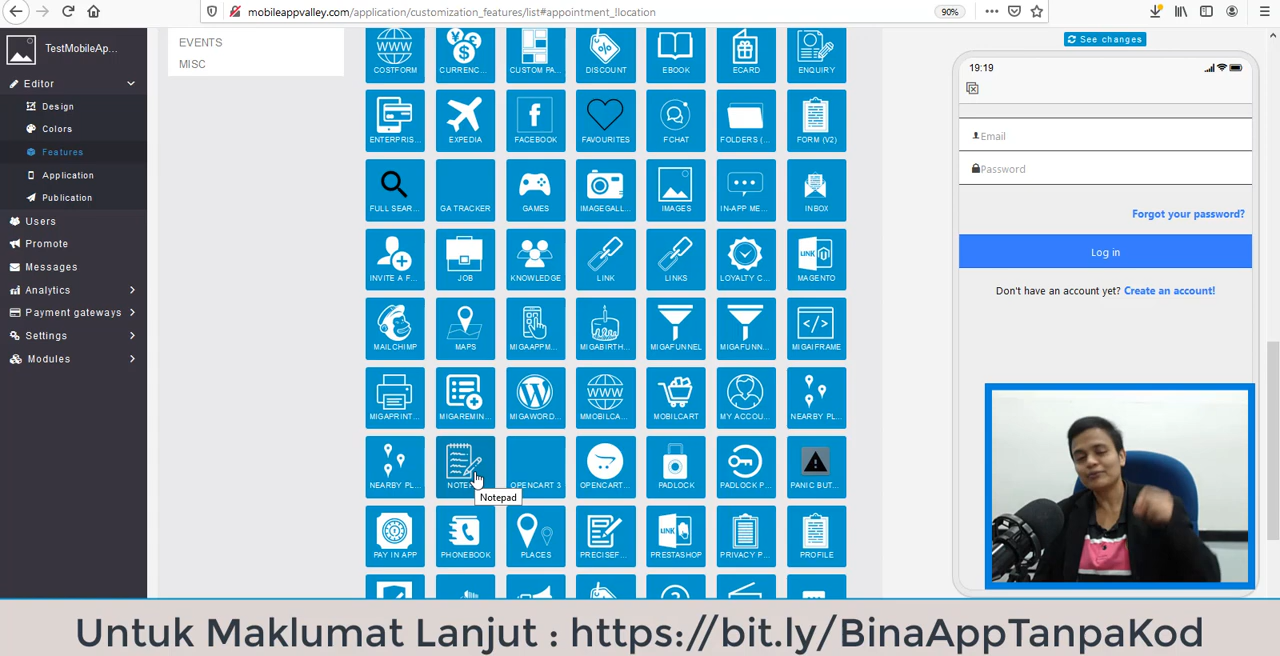 mobileappvalley.com/application/customization_features/list#appointment_llocation
90%
TestMobileAp...
Editor
Design
Colors
Features
Application
Publication
Users
Promote
Messages
Analytics
Payment gateways
Settings
Modules
EVENTS
MISC
COSTFORM CURRENC... CUSTOM PA... DISCOUNT EBOOK ECARD ENQUIRY
ENTERPRIS... EXPEDIA FACEBOOK FAVOURITES FCHAT FOLDERS (... FORM (V2)
FULL SEAR... GA TRACKER GAMES IMAGEGALL... IMAGES IN-APP ME... INBOX
INVITE A F... JOB KNOWLEDGE LINK LINKS LOYALTY C... LINK MAGENTO
MAILCHIMP MAPS MIGAAPPM... MIGABIRTH... MIGAFUNNEL MIGAFUNN... MIGAIFRAME
MIGAPRINT... MIGAREMIN... MIGAWORD... WWW MMOBILCA... MOBILCART MY ACCOU... NEARBY PL...
NEARBY PL... OPENCART 3 OPENCART... PADLOCK PADLOCK P... PANIC BUT...
Notepad
PAY IN APP PHONEBOOK PLACES PRECISEF... LINK PRESTASHOP PRIVACY P... PROFILE
See changes
19:19
Email
Password
Forgot your password?
Log in
Don't have an account yet? Create an account!
Untuk Maklumat Lanjut : https://bit.ly/BinaAppTanpaKod